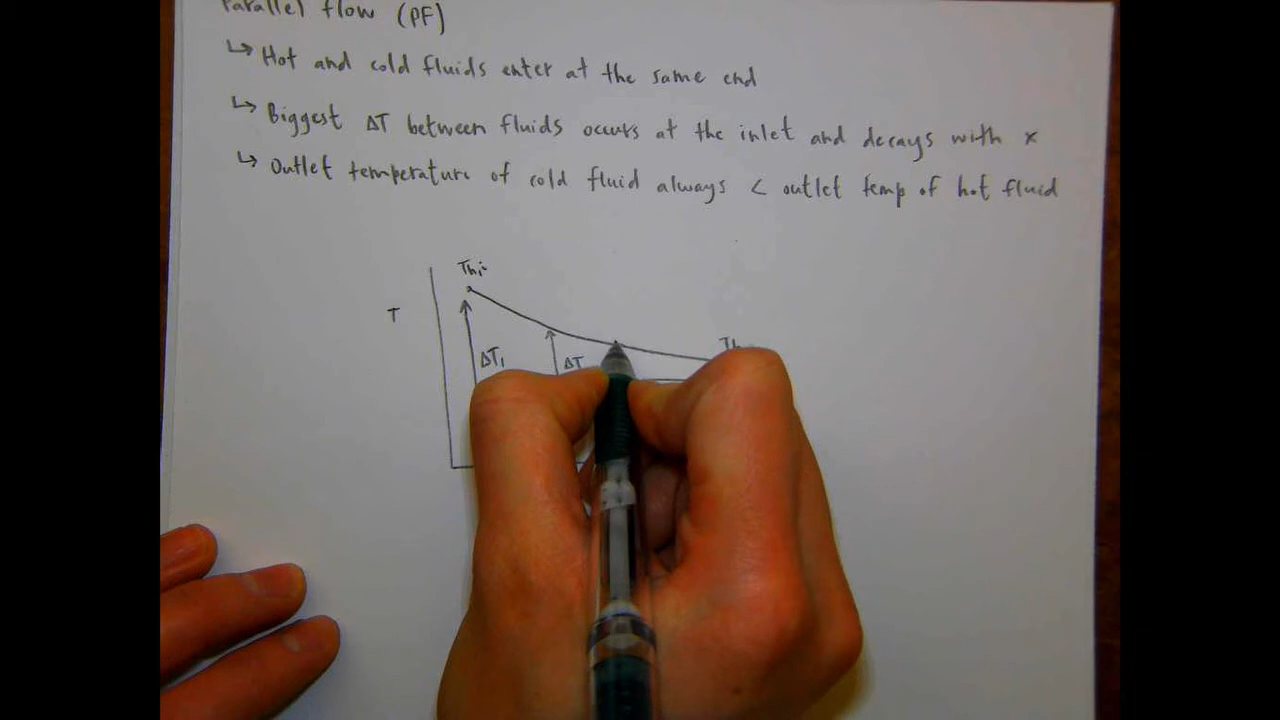 Parallel flow (PF)
↳ Hot and cold fluids enter at the same end
↳ Biggest ΔT between fluids occurs at the inlet and decays with x
↳ Outlet temperature of cold fluid always < outlet temp of hot fluid
Thi
T
ΔT₁
ΔT